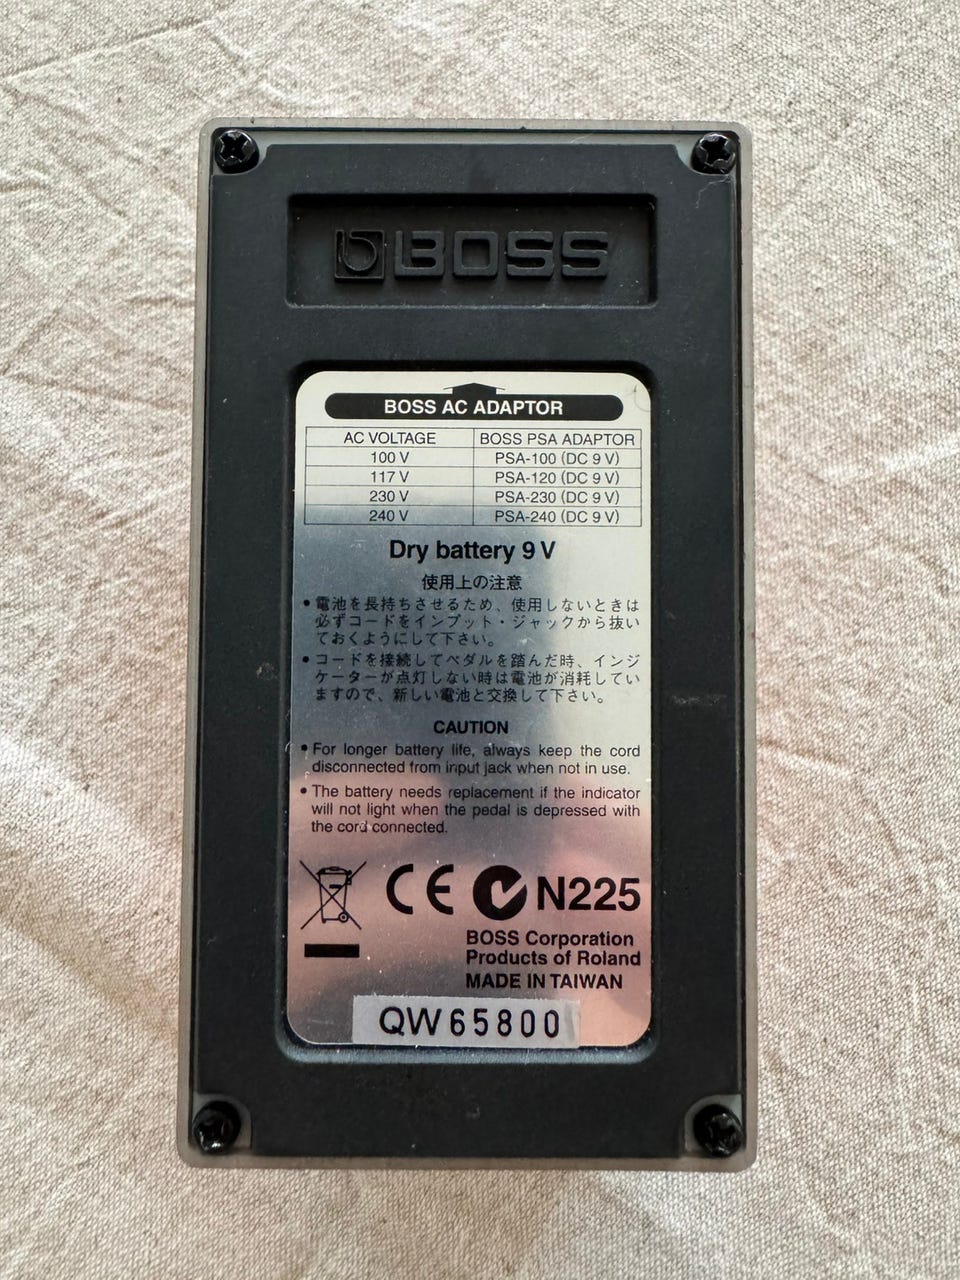 BOSS
BOSS AC ADAPTOR
AC VOLTAGE BOSS PSA ADAPTOR
100 V PSA-100 (DC 9 V)
117 V PSA-120 (DC 9 V)
230 V PSA-230 (DC 9 V)
240 V PSA-240 (DC 9 V)
Dry battery 9 V
使用上の注意
• 電池を長持ちさせるため、使用しないときは
必ずコードをインプット・ジャックから抜い
ておくようにして下さい。
• コードを接続してペダルを踏んだ時、インジ
ケーターが点灯しない時は電池が消耗してい
ますので、新しい電池と交換して下さい。
CAUTION
• For longer battery life, always keep the cord
disconnected from input jack when not in use.
• The battery needs replacement if the indicator
will not light when the pedal is depressed with
the cord connected.
CE N225
BOSS Corporation
Products of Roland
MADE IN TAIWAN
QW65800